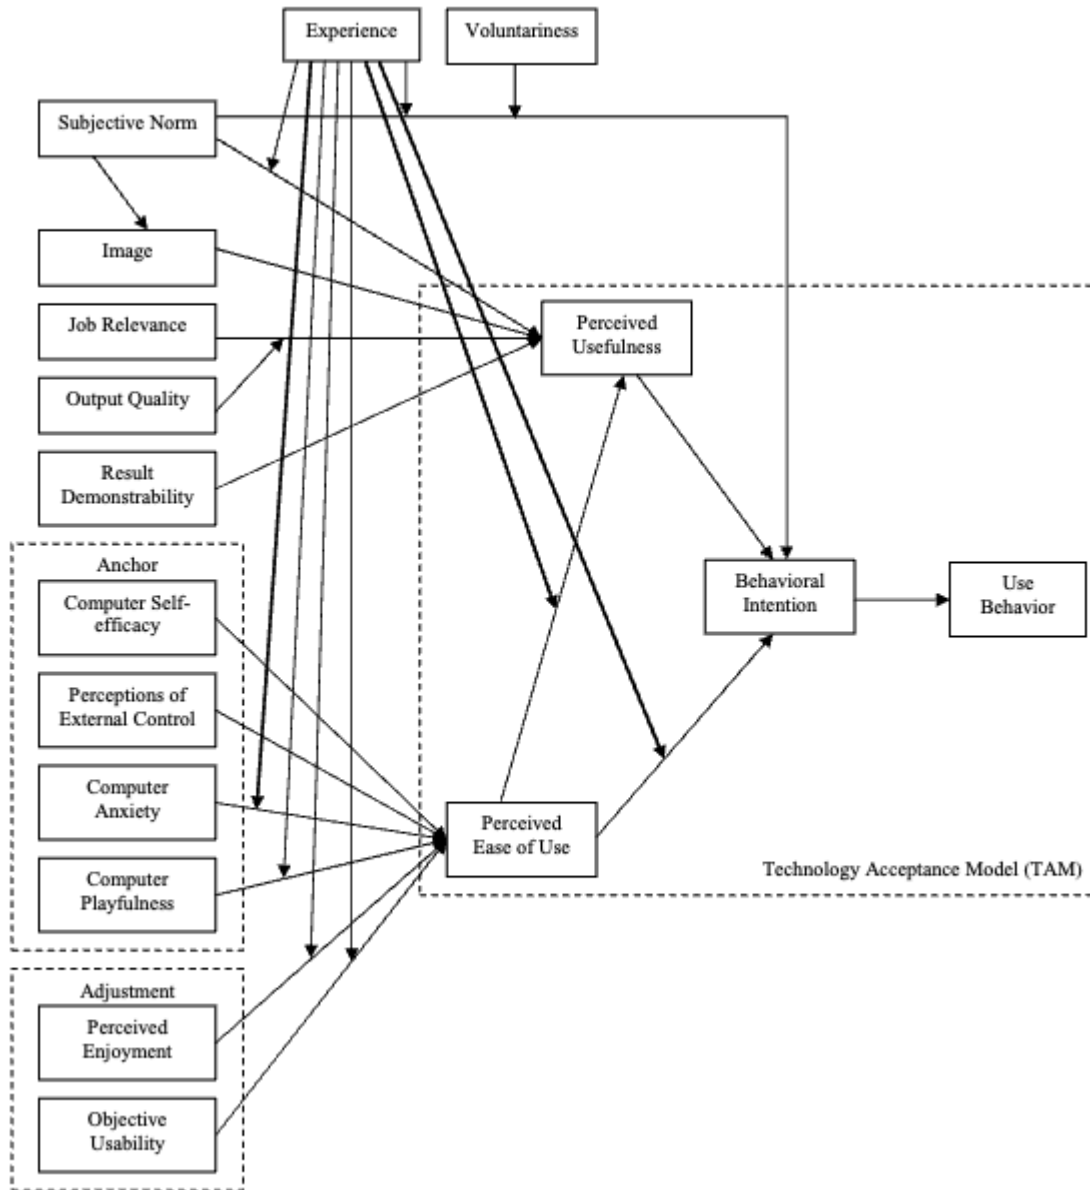 Experience
Voluntariness
Subjective Norm
Image
Job Relevance
Output Quality
Result
Demonstrability
Anchor
Computer Self-
efficacy
Perceptions of
External Control
Computer
Anxiety
Computer
Playfulness
Adjustment
Perceived
Enjoyment
Objective
Usability
Perceived
Usefulness
Perceived
Ease of Use
Behavioral
Intention
Use
Behavior
Technology Acceptance Model (TAM)